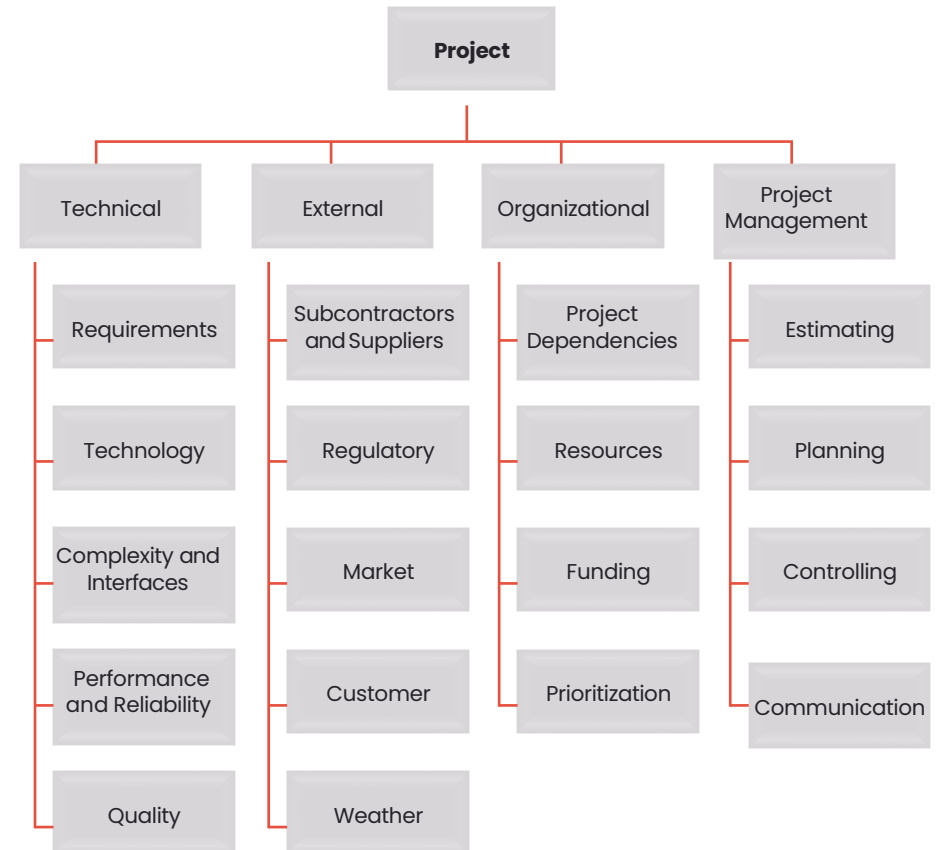 Project
Technical
External
Organizational
Project
Management
Requirements
Technology
Complexity and
Interfaces
Performance
and Reliability
Quality
Subcontractors
and Suppliers
Regulatory
Market
Customer
Weather
Project
Dependencies
Resources
Funding
Prioritization
Estimating
Planning
Controlling
Communication